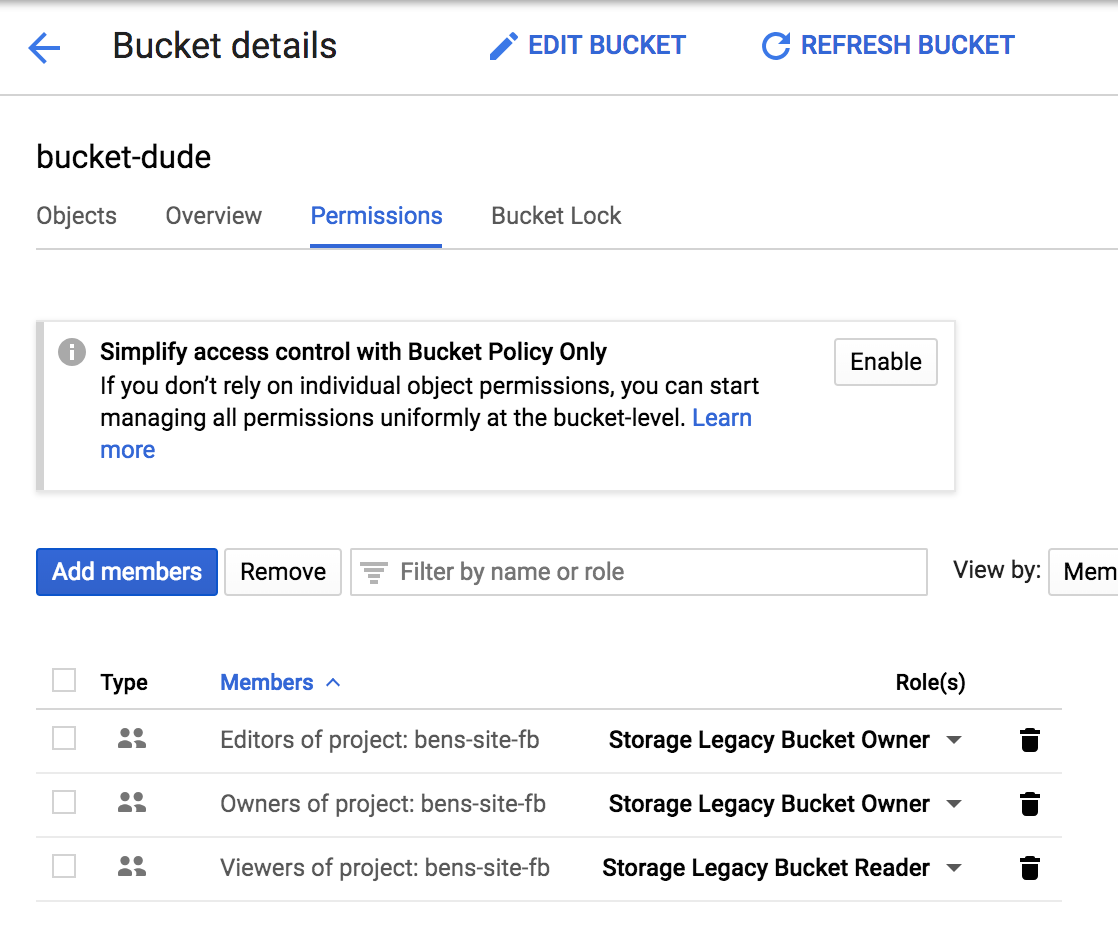 Bucket details
EDIT BUCKET
REFRESH BUCKET
bucket-dude
Objects
Overview
Permissions
Bucket Lock
Simplify access control with Bucket Policy Only
If you don’t rely on individual object permissions, you can start
managing all permissions uniformly at the bucket-level. Learn
more
Enable
Add members
Remove
Filter by name or role
View by:
Mem
Type
Members
Role(s)
Editors of project: bens-site-fb
Storage Legacy Bucket Owner
Owners of project: bens-site-fb
Storage Legacy Bucket Owner
Viewers of project: bens-site-fb
Storage Legacy Bucket Reader